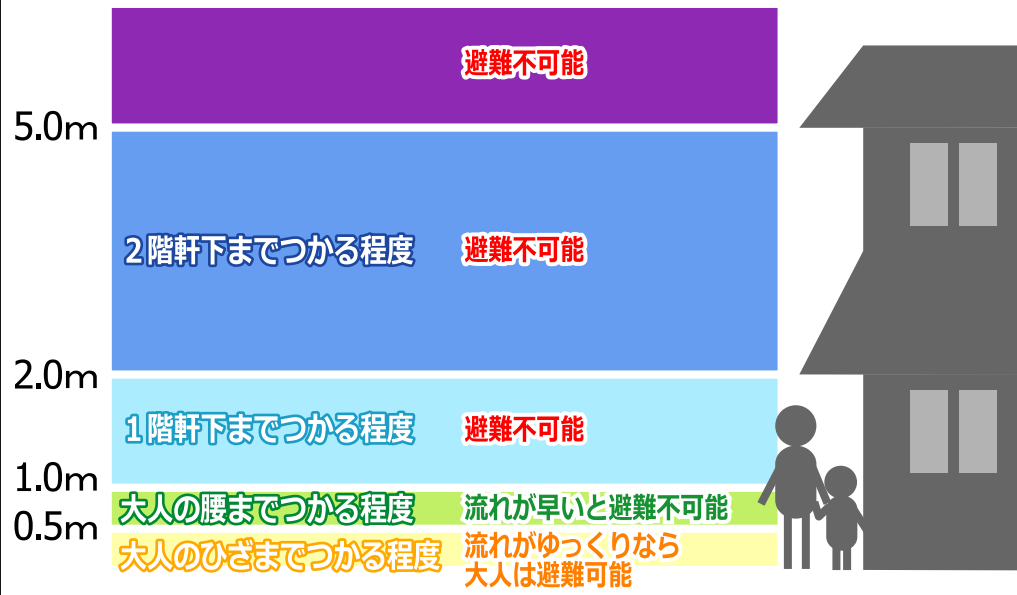 避難不可能
5.0m
2階軒下までつかる程度 避難不可能
2.0m
1階軒下までつかる程度 避難不可能
1.0m
大人の腰までつかる程度 流れが早いと避難不可能
0.5m
大人のひざまでつかる程度 流れがゆっくりなら
大人は避難可能